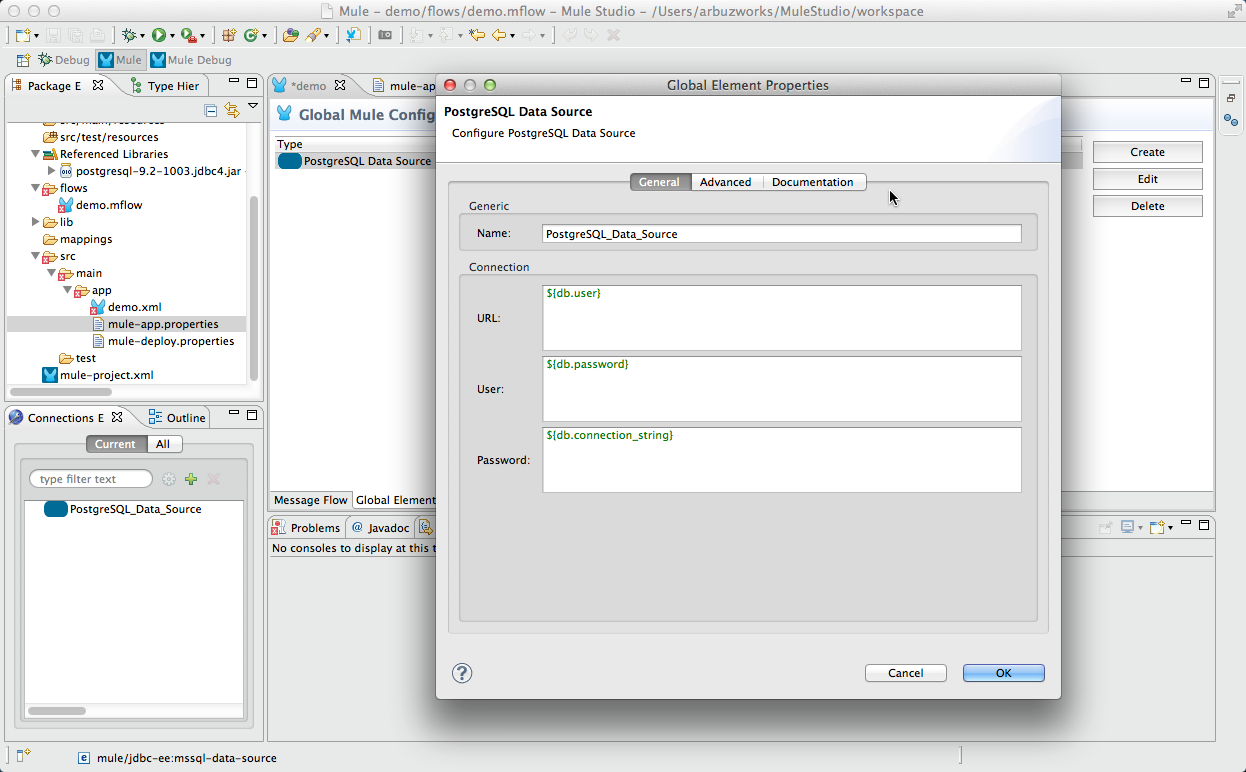 Mule – demo/flows/demo.mflow – Mule Studio – /Users/arbuzworks/MuleStudio/workspace
Debug Mule Mule Debug
Package E Type Hier
src/test/resources
Referenced Libraries
postgresql-9.2-1003.jdbc4.jar
flows
demo.mflow
lib
mappings
src
main
app
demo.xml
mule-app.properties
mule-deploy.properties
test
mule-project.xml
Connections E Outline
Current All
type filter text
PostgreSQL_Data_Source
*demo mule-ap
Global Mule Config
Type
PostgreSQL Data Source
Create
Edit
Delete
Message Flow Global Element
Problems @ Javadoc
No consoles to display at this t
Global Element Properties
PostgreSQL Data Source
Configure PostgreSQL Data Source
General Advanced Documentation
Generic
Name: PostgreSQL_Data_Source
Connection
URL: ${db.user}
User: ${db.password}
Password: ${db.connection_string}
? Cancel OK
mule/jdbc-ee:mssql-data-source